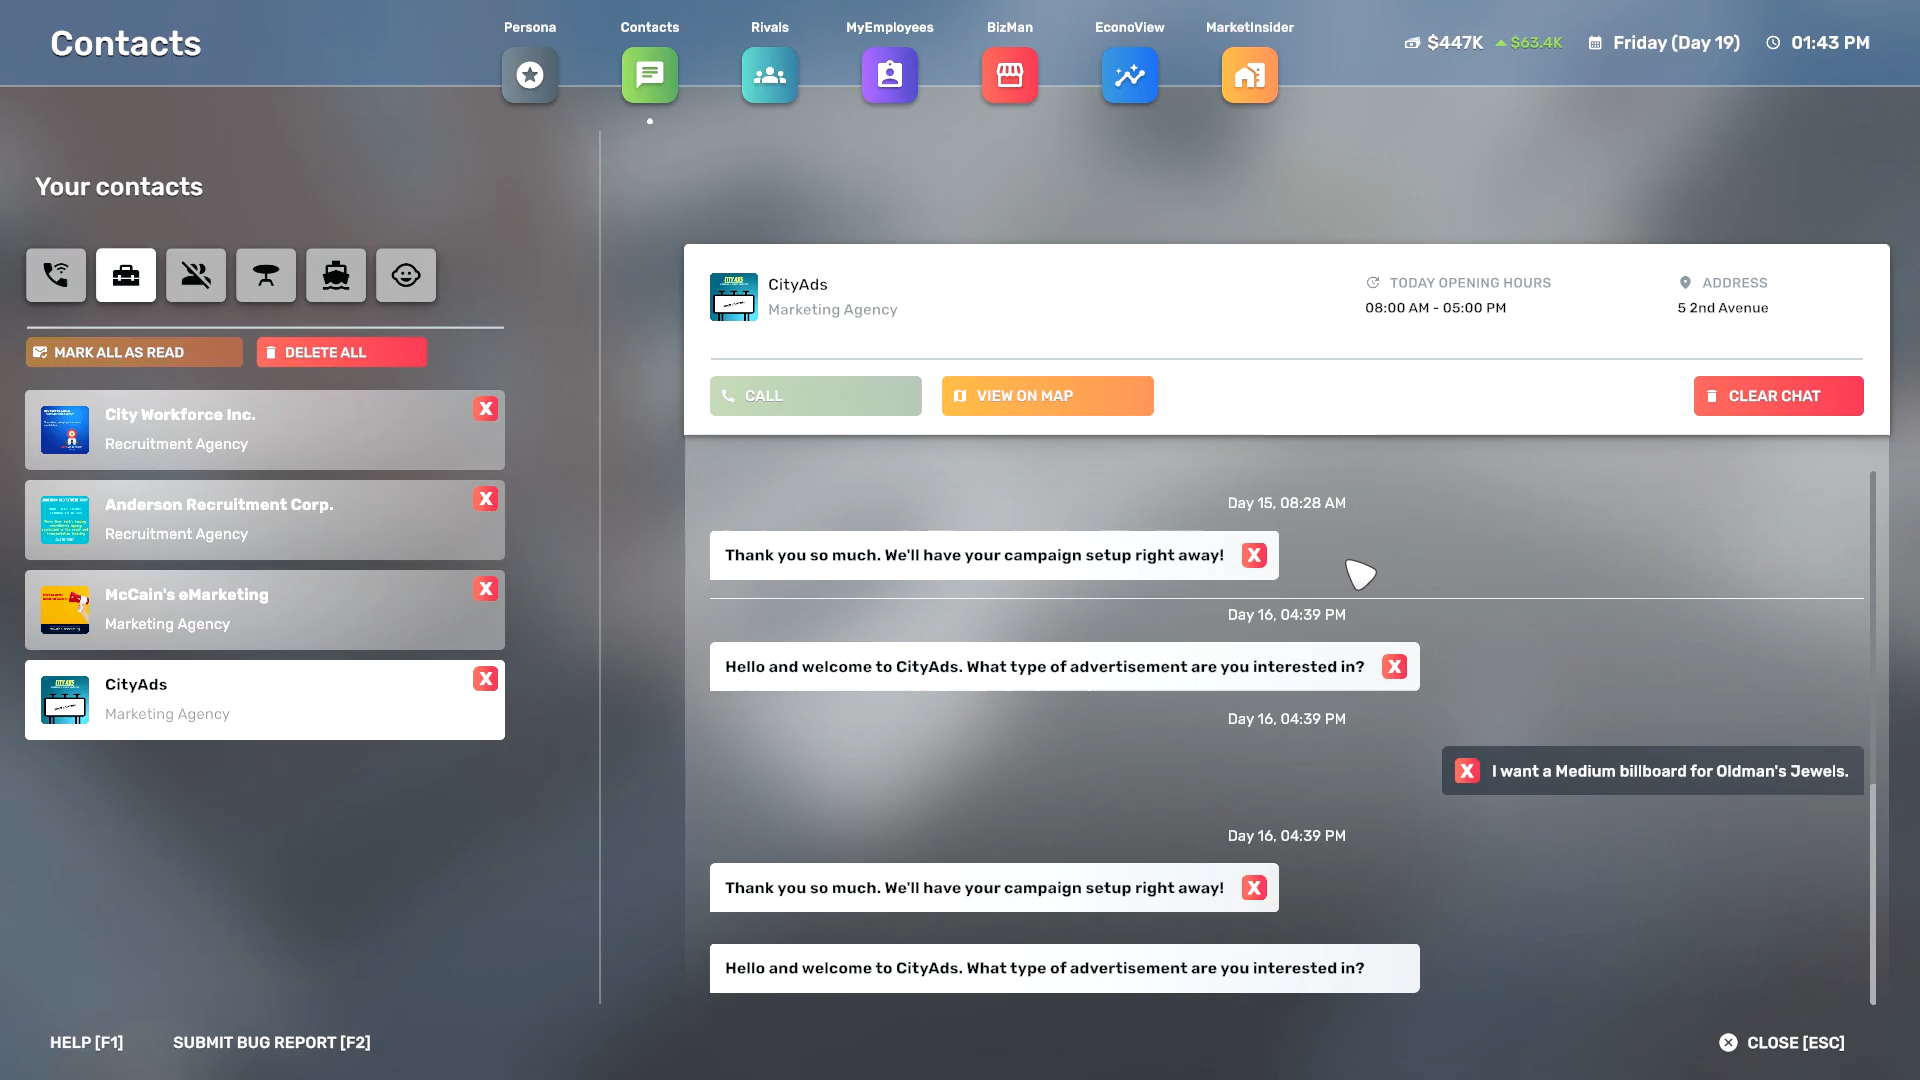 Contacts
Persona
Contacts
Rivals
MyEmployees
BizMan
EconoView
MarketInsider
$447K
$63.4K
Friday (Day 19)
01:43 PM
Your contacts
MARK ALL AS READ
DELETE ALL
City Workforce Inc.
Recruitment Agency
X
Anderson Recruitment Corp.
Recruitment Agency
X
McCain's eMarketing
Marketing Agency
X
CITY ADS
CityAds
Marketing Agency
X
CITY ADS
CityAds
Marketing Agency
TODAY OPENING HOURS
08:00 AM - 05:00 PM
ADDRESS
5 2nd Avenue
CALL
VIEW ON MAP
CLEAR CHAT
Day 15, 08:28 AM
Thank you so much. We'll have your campaign setup right away! X
Day 16, 04:39 PM
Hello and welcome to CityAds. What type of advertisement are you interested in? X
Day 16, 04:39 PM
X I want a Medium billboard for Oldman's Jewels.
Day 16, 04:39 PM
Thank you so much. We'll have your campaign setup right away! X
Hello and welcome to CityAds. What type of advertisement are you interested in?
HELP [F1]
SUBMIT BUG REPORT [F2]
CLOSE [ESC]